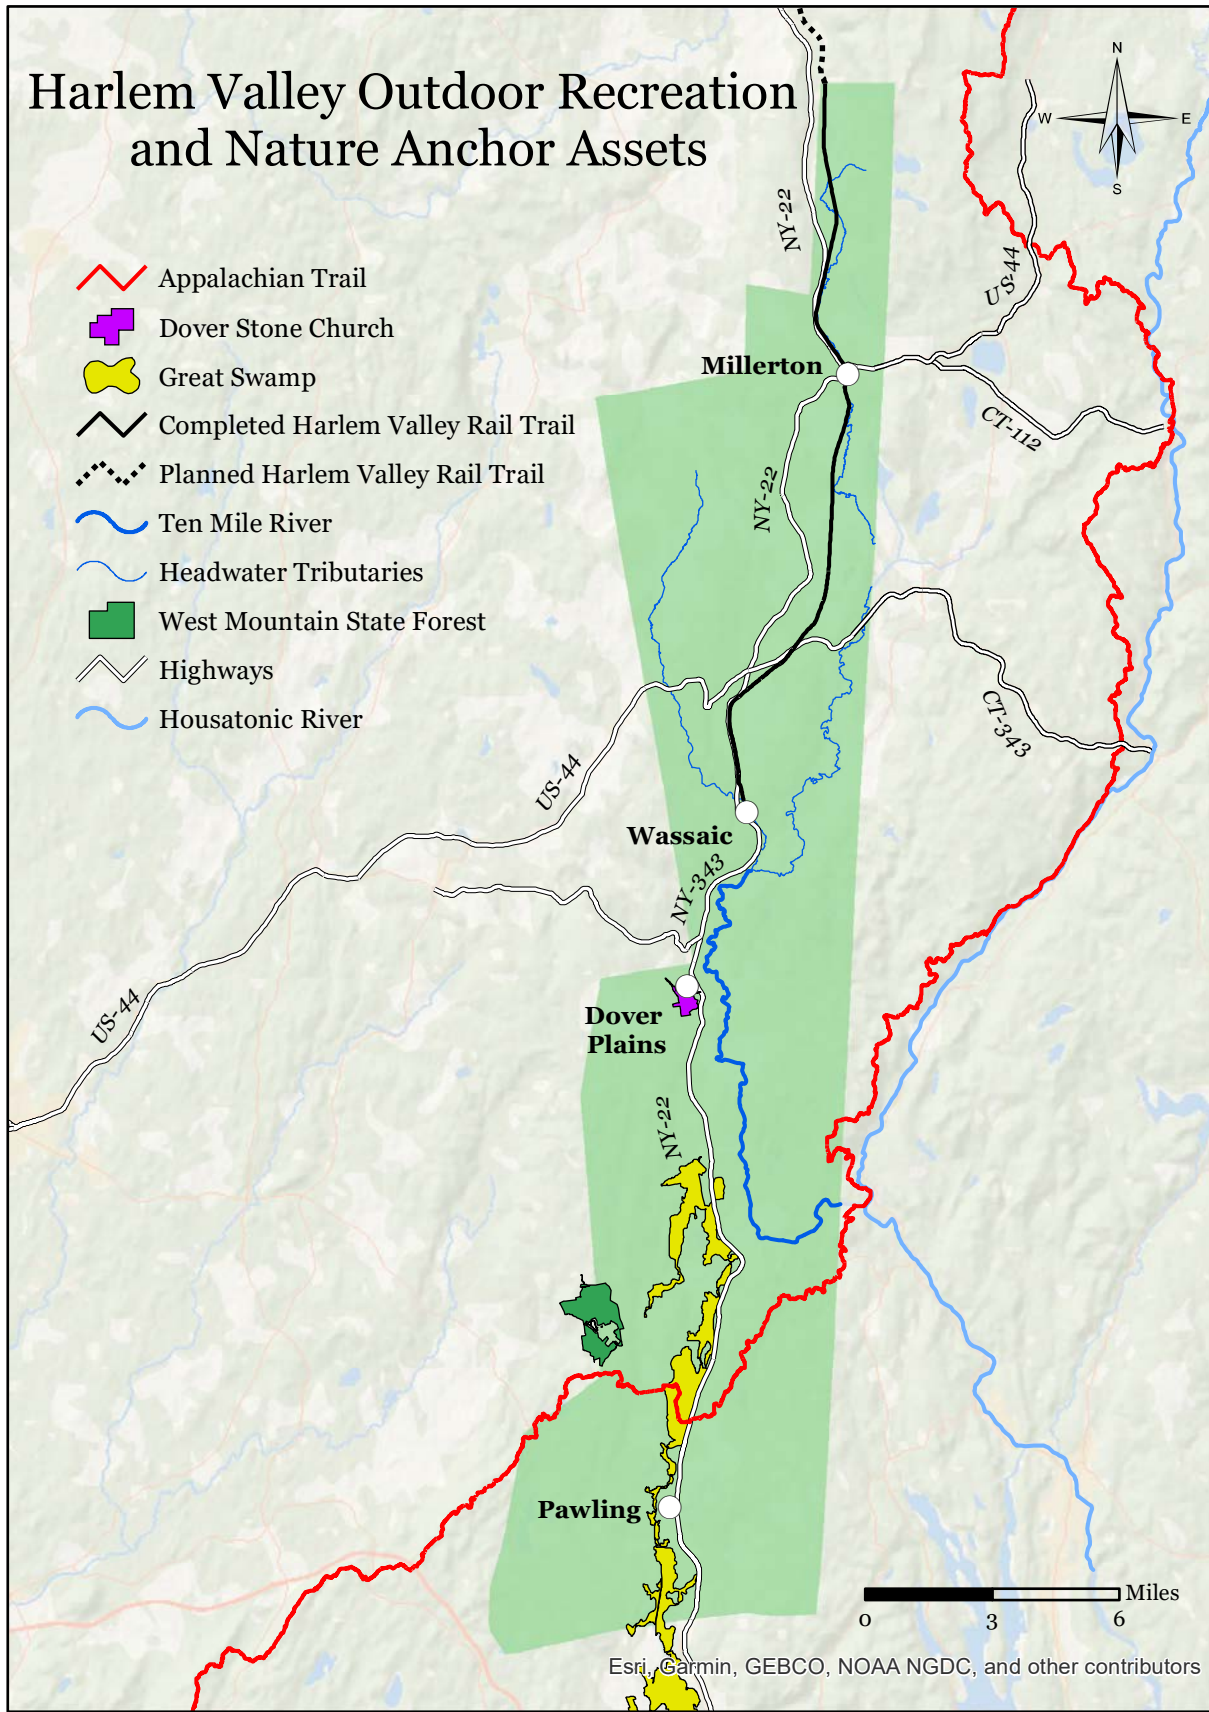 Harlem Valley Outdoor Recreation
and Nature Anchor Assets
N
W
E
S
Appalachian Trail
Dover Stone Church
Great Swamp
Completed Harlem Valley Rail Trail
Planned Harlem Valley Rail Trail
Ten Mile River
Headwater Tributaries
West Mountain State Forest
Highways
Housatonic River
NY-22
US-44
Millerton
CT-112
NY-22
CT-343
US-44
Wassaic
NY-343
US-44
Dover
Plains
NY-22
Pawling
Miles
0 3 6
Esri, Garmin, GEBCO, NOAA NGDC, and other contributors